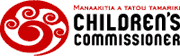 MANAAKITIA A TATOU TAMARIKI
CHILDREN'S
COMMISSIONER